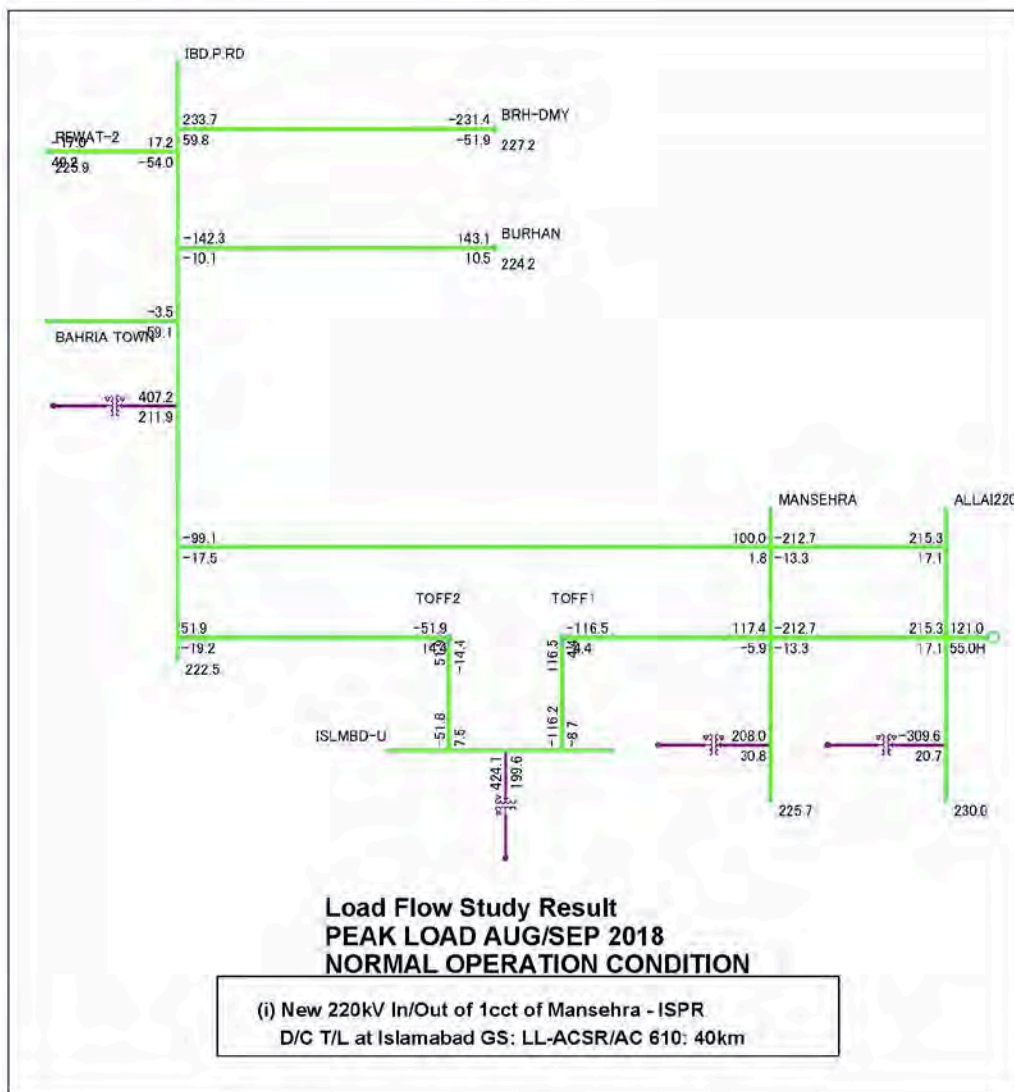 IBD.P.RD
233.7 -231.4 BRH-DMY
REWAT-2
-17.0 17.2 59.8 -51.9 227.2
-54.0
225.9
-142.3 143.1 BURHAN
-10.1 10.5 224.2
-3.5
BAHRIA TOWN -59.1
407.2
211.9
MANSEHRA ALLAI220
-99.1 100.0 -212.7 215.3
-17.5 1.8 -13.3 17.1
TOFF2 TOFF1
51.9 -51.9 -116.5 117.4 -212.7 215.3 121.0
-19.2 -5.9 -13.3 17.1 55.0H
222.5
-14.4
116.5
-51.8
7.5
-116.2
-8.7
ISLMBD-U
424.1
199.6
208.0 -309.6
30.8 20.7
225.7 230.0
Load Flow Study Result
PEAK LOAD AUG/SEP 2018
NORMAL OPERATION CONDITION
(i) New 220kV In/Out of 1cct of Mansehra - ISPR
D/C T/L at Islamabad GS: LL-ACSR/AC 610: 40km